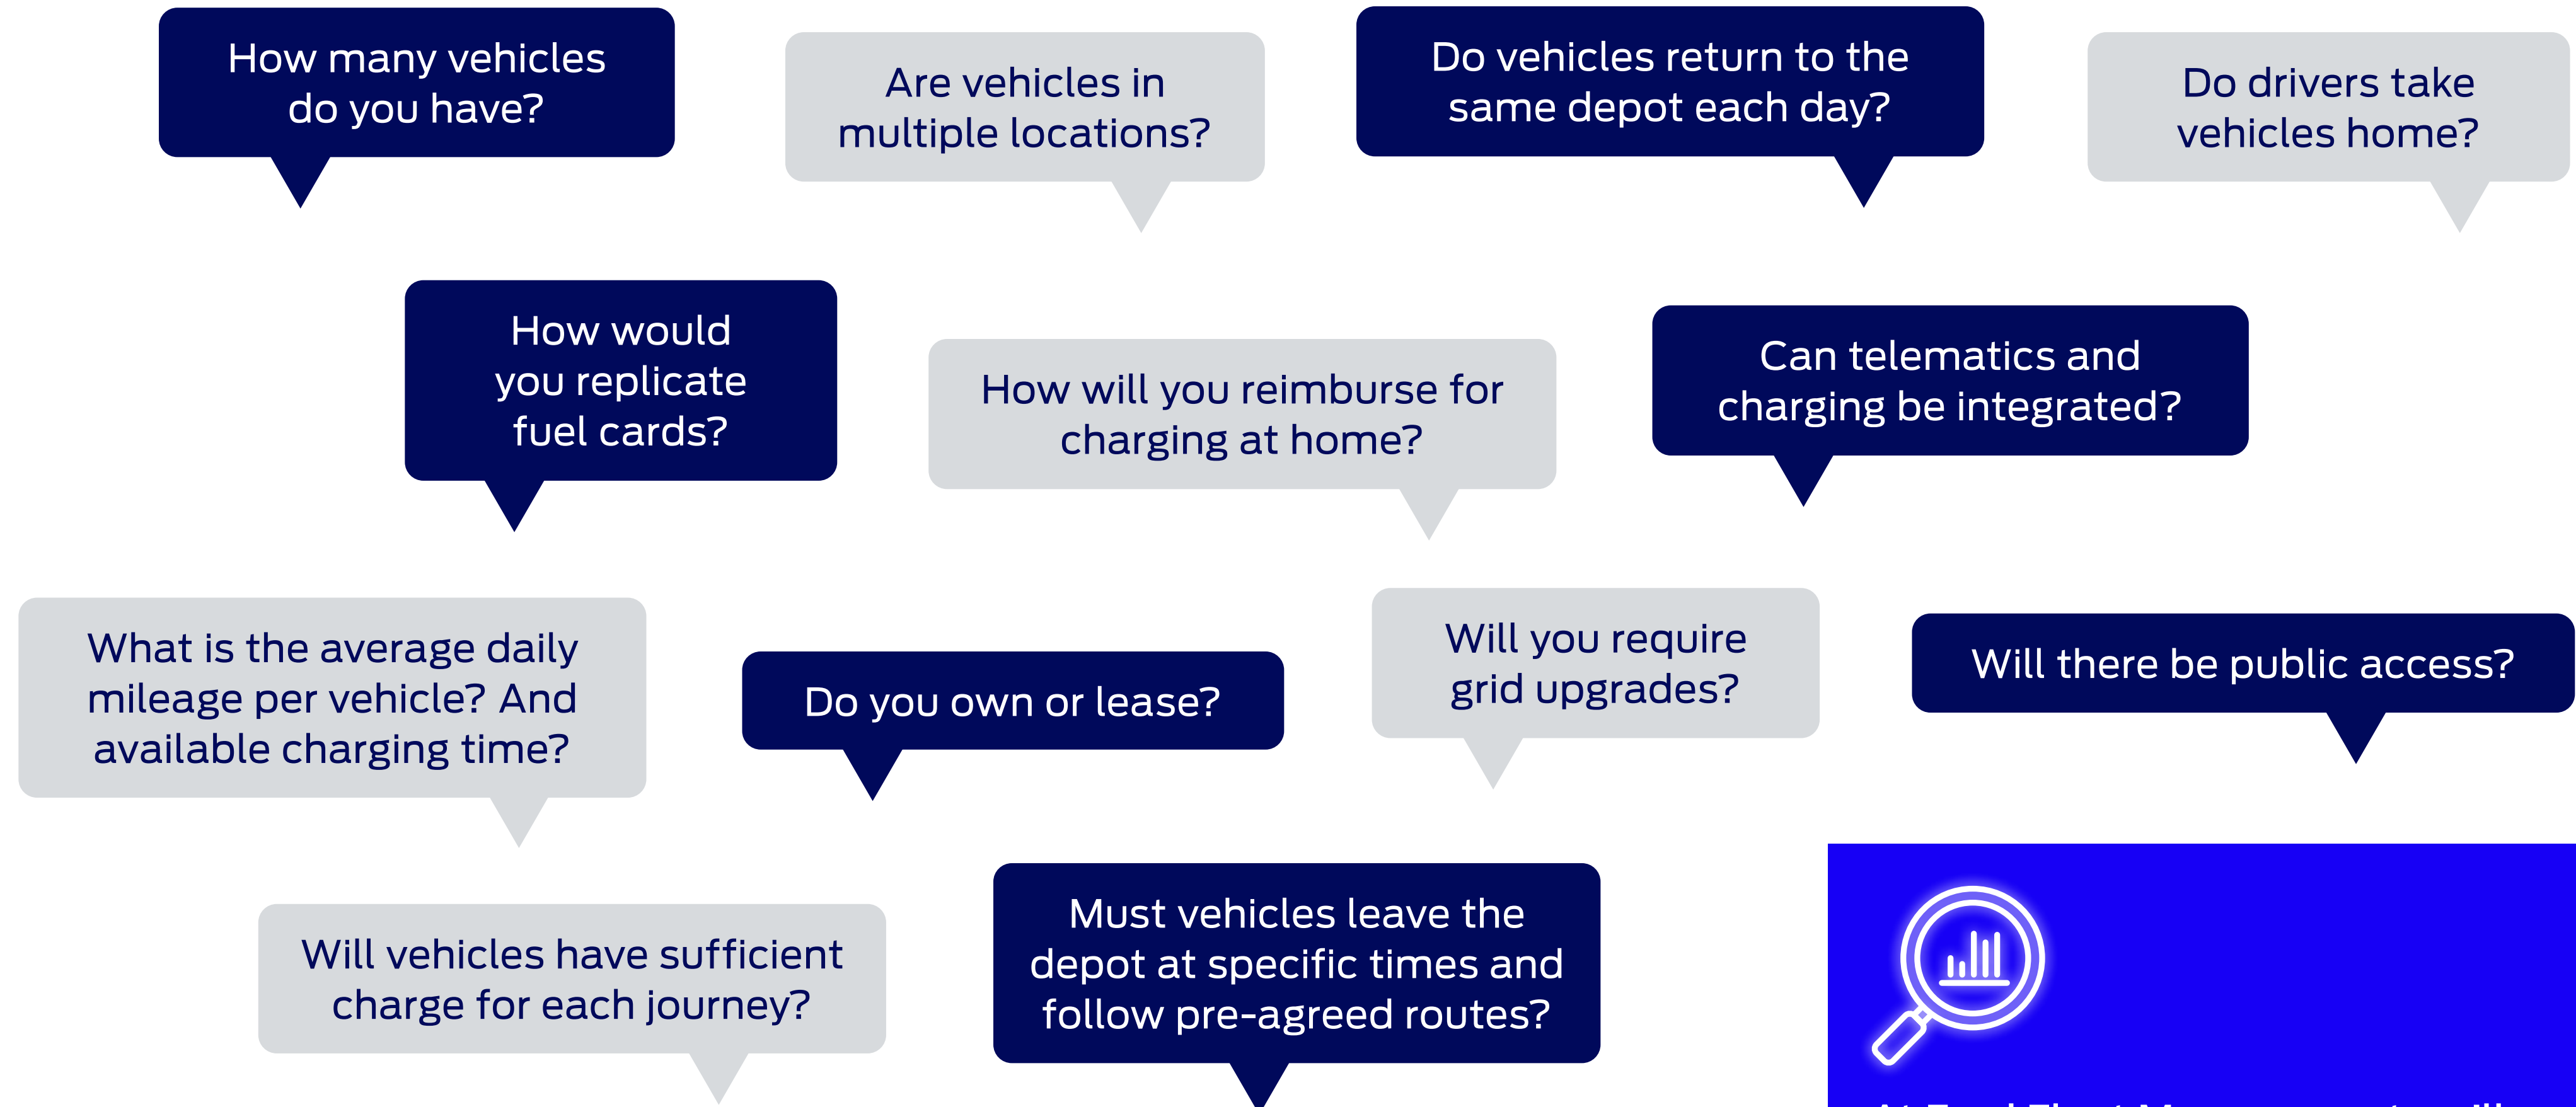 How many vehicles
do you have?
Are vehicles in
multiple locations?
Do vehicles return to the
same depot each day?
Do drivers take
vehicles home?
How would
you replicate
fuel cards?
How will you reimburse for
charging at home?
Can telematics and
charging be integrated?
What is the average daily
mileage per vehicle? And
available charging time?
Do you own or lease?
Will you require
grid upgrades?
Will there be public access?
Will vehicles have sufficient
charge for each journey?
Must vehicles leave the
depot at specific times and
follow pre-agreed routes?